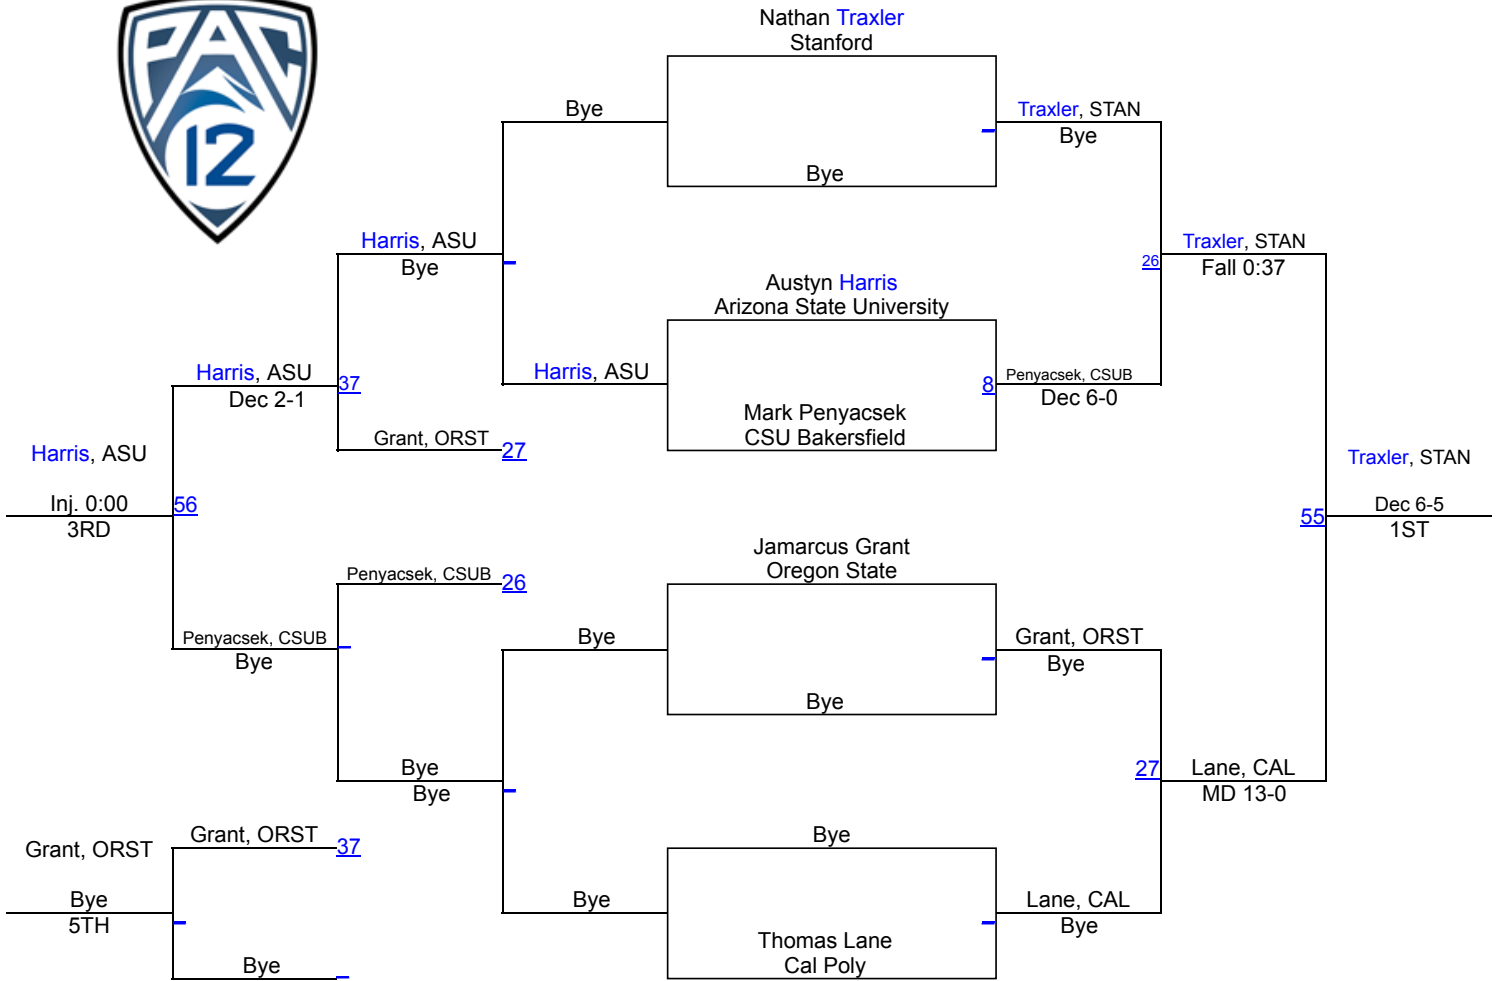 PAC
12
Nathan Traxler
Stanford
Bye
Traxler, STAN
Bye
Bye
Harris, ASU
Bye
Traxler, STAN
26
Fall 0:37
Austyn Harris
Arizona State University
Harris, ASU
37
Dec 2-1
Harris, ASU
8
Penyacsek, CSUB
Dec 6-0
Mark Penyacsek
CSU Bakersfield
Grant, ORST 27
Harris, ASU
Traxler, STAN
Inj. 0:00
56
3RD
Dec 6-5
55
1ST
Jamarcus Grant
Oregon State
Penyacsek, CSUB 26
Penyacsek, CSUB
Bye
Bye
Grant, ORST
Bye
Bye
Bye
Bye
27
Lane, CAL
MD 13-0
Grant, ORST
Grant, ORST 37
Bye
Bye
5TH
Bye
Lane, CAL
Bye
Thomas Lane
Cal Poly
Bye